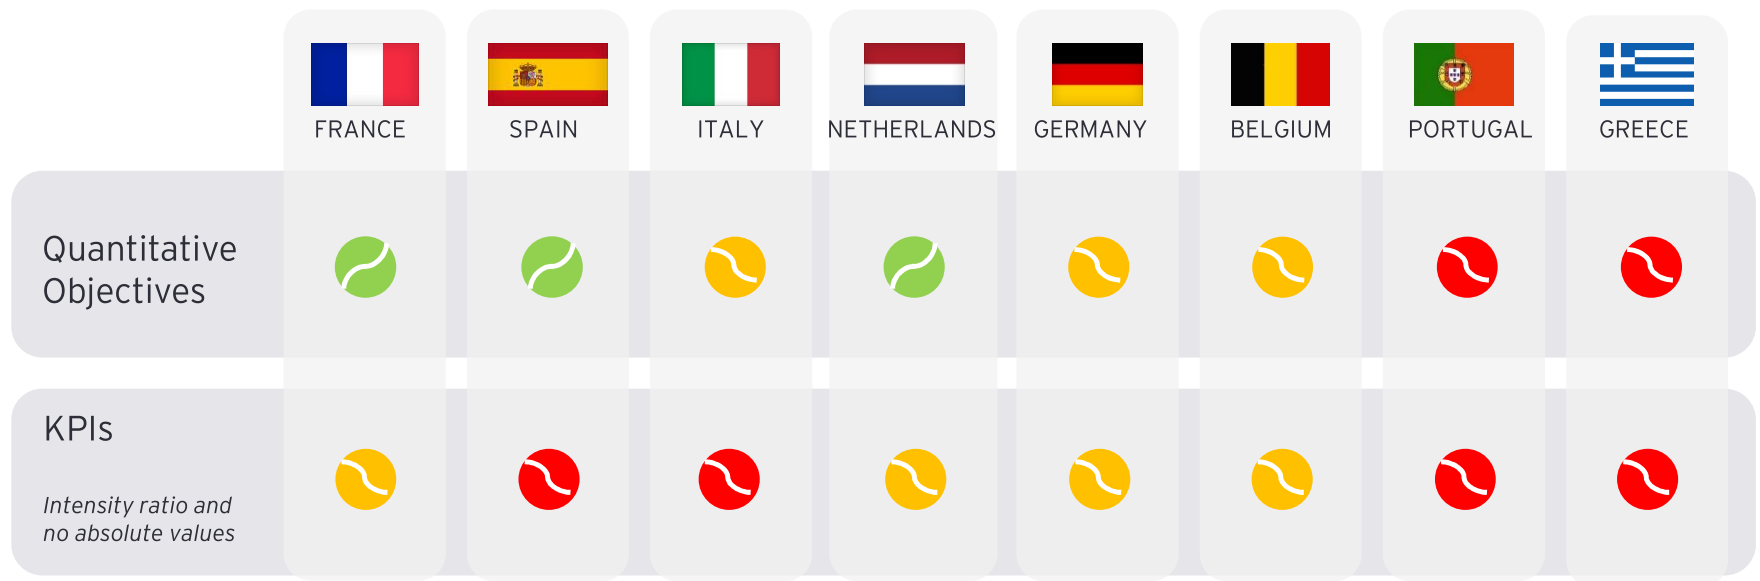 FRANCE
SPAIN
ITALY
NETHERLANDS
GERMANY
BELGIUM
PORTUGAL
GREECE
Quantitative
Objectives
KPIs
Intensity ratio and
no absolute values